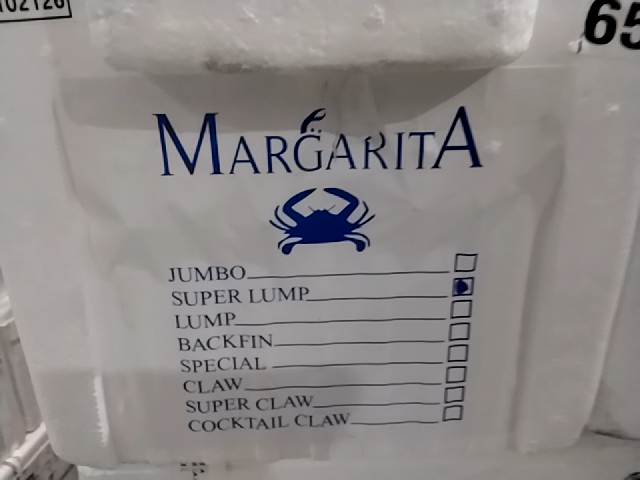 65
MARGARITA
JUMBO
SUPER LUMP
LUMP
BACKFIN
SPECIAL
CLAW
SUPER CLAW
COCKTAIL CLAW